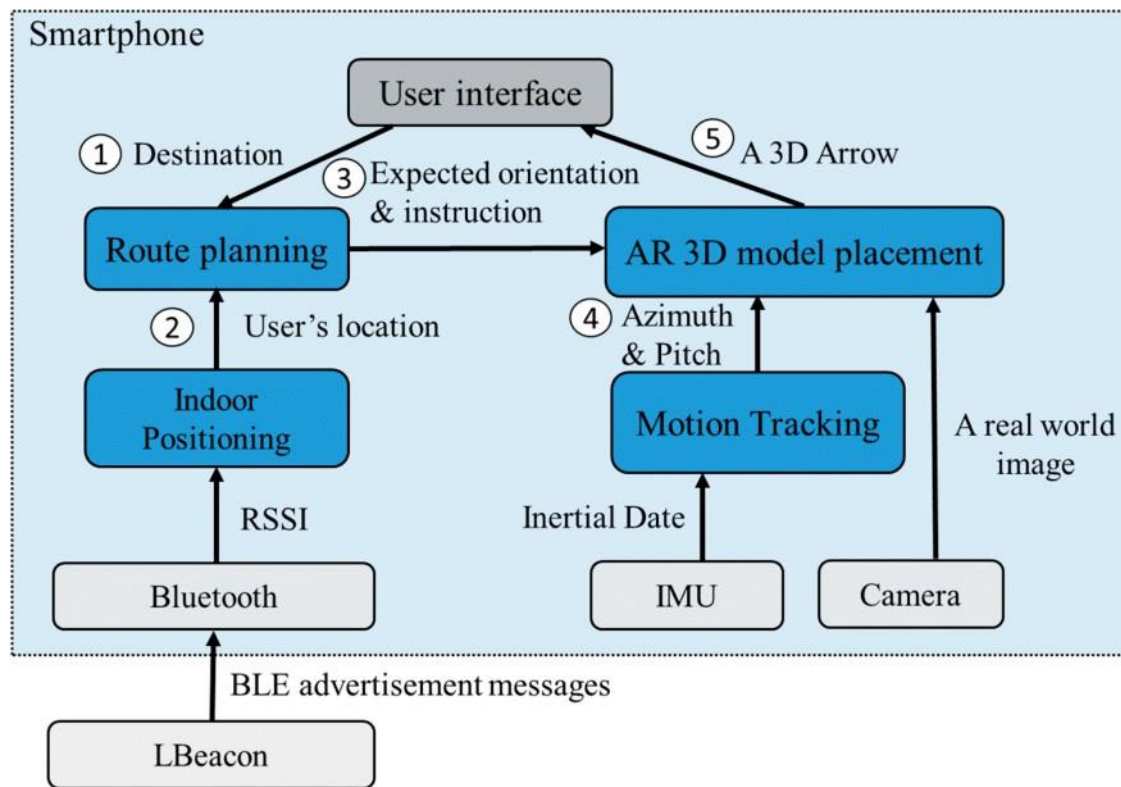 Smartphone
User interface
1 Destination
5 A 3D Arrow
3 Expected orientation
& instruction
Route planning
AR 3D model placement
2 User's location
4 Azimuth
& Pitch
Indoor
Positioning
Motion Tracking
A real world
image
RSSI
Inertial Date
Bluetooth
IMU
Camera
BLE advertisement messages
LBeacon